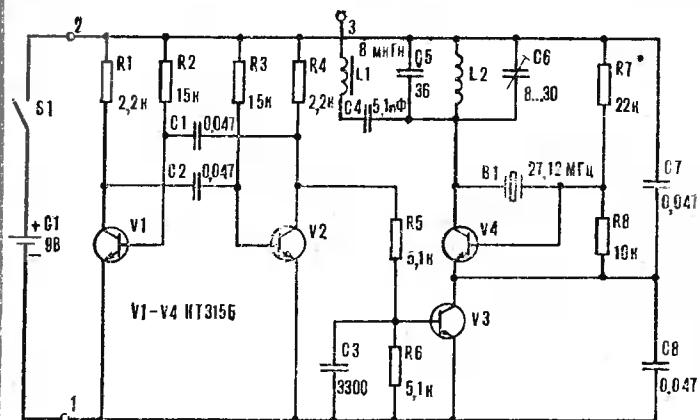 2
3
S1
+
G1
9В
−
1
R1
2,2к
R2
15к
R3
15к
R4
2,2к
C1 0,047
C2 0,047
V1
V2
V1-V4 КТ315Б
8 мкГн
L1
C4 5,1пФ
C5
36
L2
C6
8...30
R7*
22к
C7
0,047
B1 27,12 МГц
V4
R5
5,1к
R8
10к
V3
C3
3300
R6
5,1к
C8
0,047